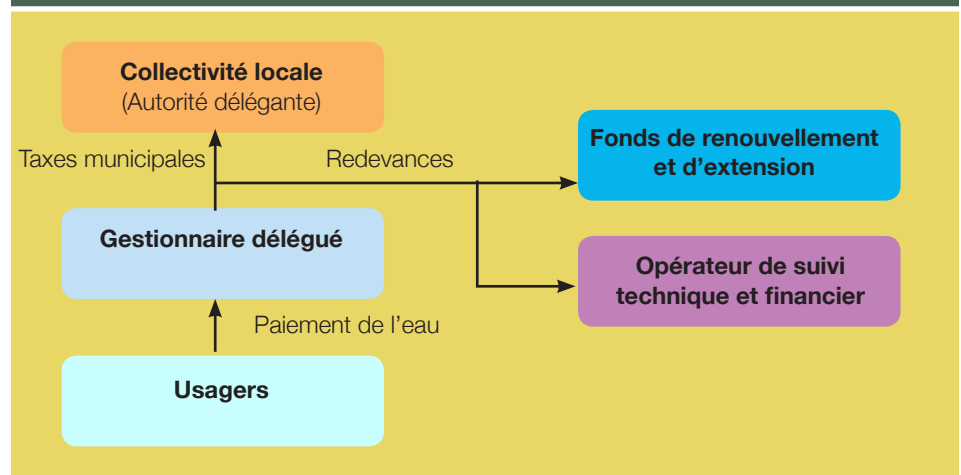 Collectivité locale
(Autorité délégante)
Taxes municipales
Redevances
Fonds de renouvellement
et d’extension
Gestionnaire délégué
Opérateur de suivi
technique et financier
Paiement de l’eau
Usagers